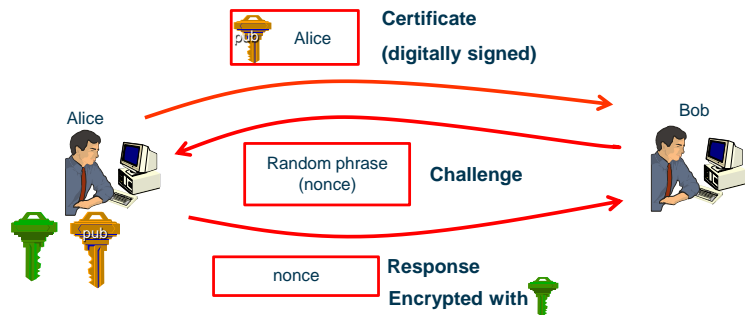 Certificate
pub Alice
(digitally signed)
Alice
Bob
Random phrase
(nonce)
Challenge
pub
nonce
Response
Encrypted with